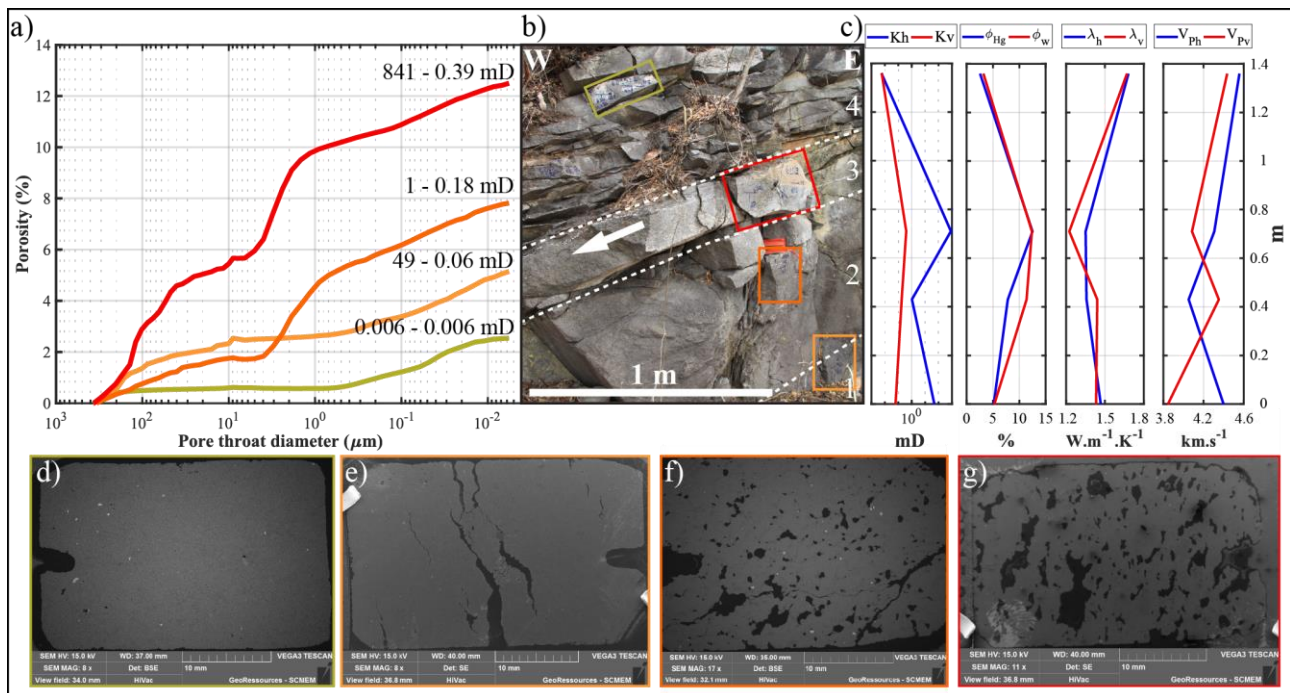 a)
14
12
10
8
6
4
2
0
Porosity (%)
841 - 0.39 mD
1 - 0.18 mD
49 - 0.06 mD
0.006 - 0.006 mD
10³ 10² 10¹ 10⁰ 10⁻¹ 10⁻²
Pore throat diameter (μm)
b)
W
E
4
3
2
1
1 m
c)
Kh Kv
ϕHg ϕw
λh λv
VPh VPv
1.4
1.2
1
0.8
0.6
0.4
0.2
0
m
10⁰
mD
0 5 10 15
%
1.2 1.5 1.8
W.m⁻¹.K⁻¹
3.8 4.2 4.6
km.s⁻¹
d)
SEM HV: 15.0 kV WD: 37.00 mm VEGA3 TESCAN
SEM MAG: 8 x Det: BSE 10 mm
View field: 34.0 mm HiVac GeoRessources - SCMEM
e)
SEM HV: 15.0 kV WD: 40.00 mm VEGA3 TESCAN
SEM MAG: 8 x Det: SE 10 mm
View field: 36.8 mm HiVac GeoRessources - SCMEM
f)
SEM HV: 15.0 kV WD: 35.00 mm VEGA3 TESCAN
SEM MAG: 17 x Det: BSE 10 mm
View field: 32.1 mm HiVac GeoRessources - SCMEM
g)
SEM HV: 15.0 kV WD: 40.00 mm VEGA3 TESCAN
SEM MAG: 11 x Det: SE 10 mm
View field: 36.8 mm HiVac GeoRessources - SCMEM